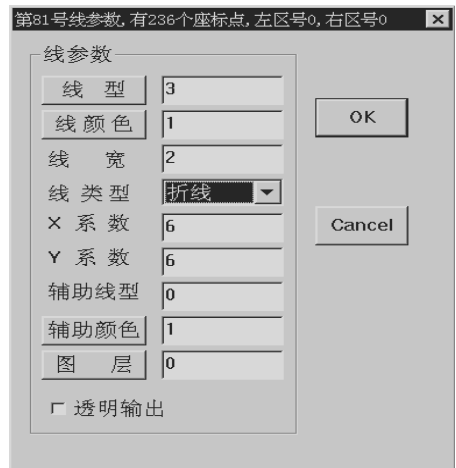 第81号线参数,有236个座标点,左区号0,右区号0
线参数
线 型 3
线颜色 1
线 宽 2
线 类 型 折线
X 系 数 6
Y 系 数 6
辅助线型 0
辅助颜色 1
图 层 0
透明输出
OK
Cancel